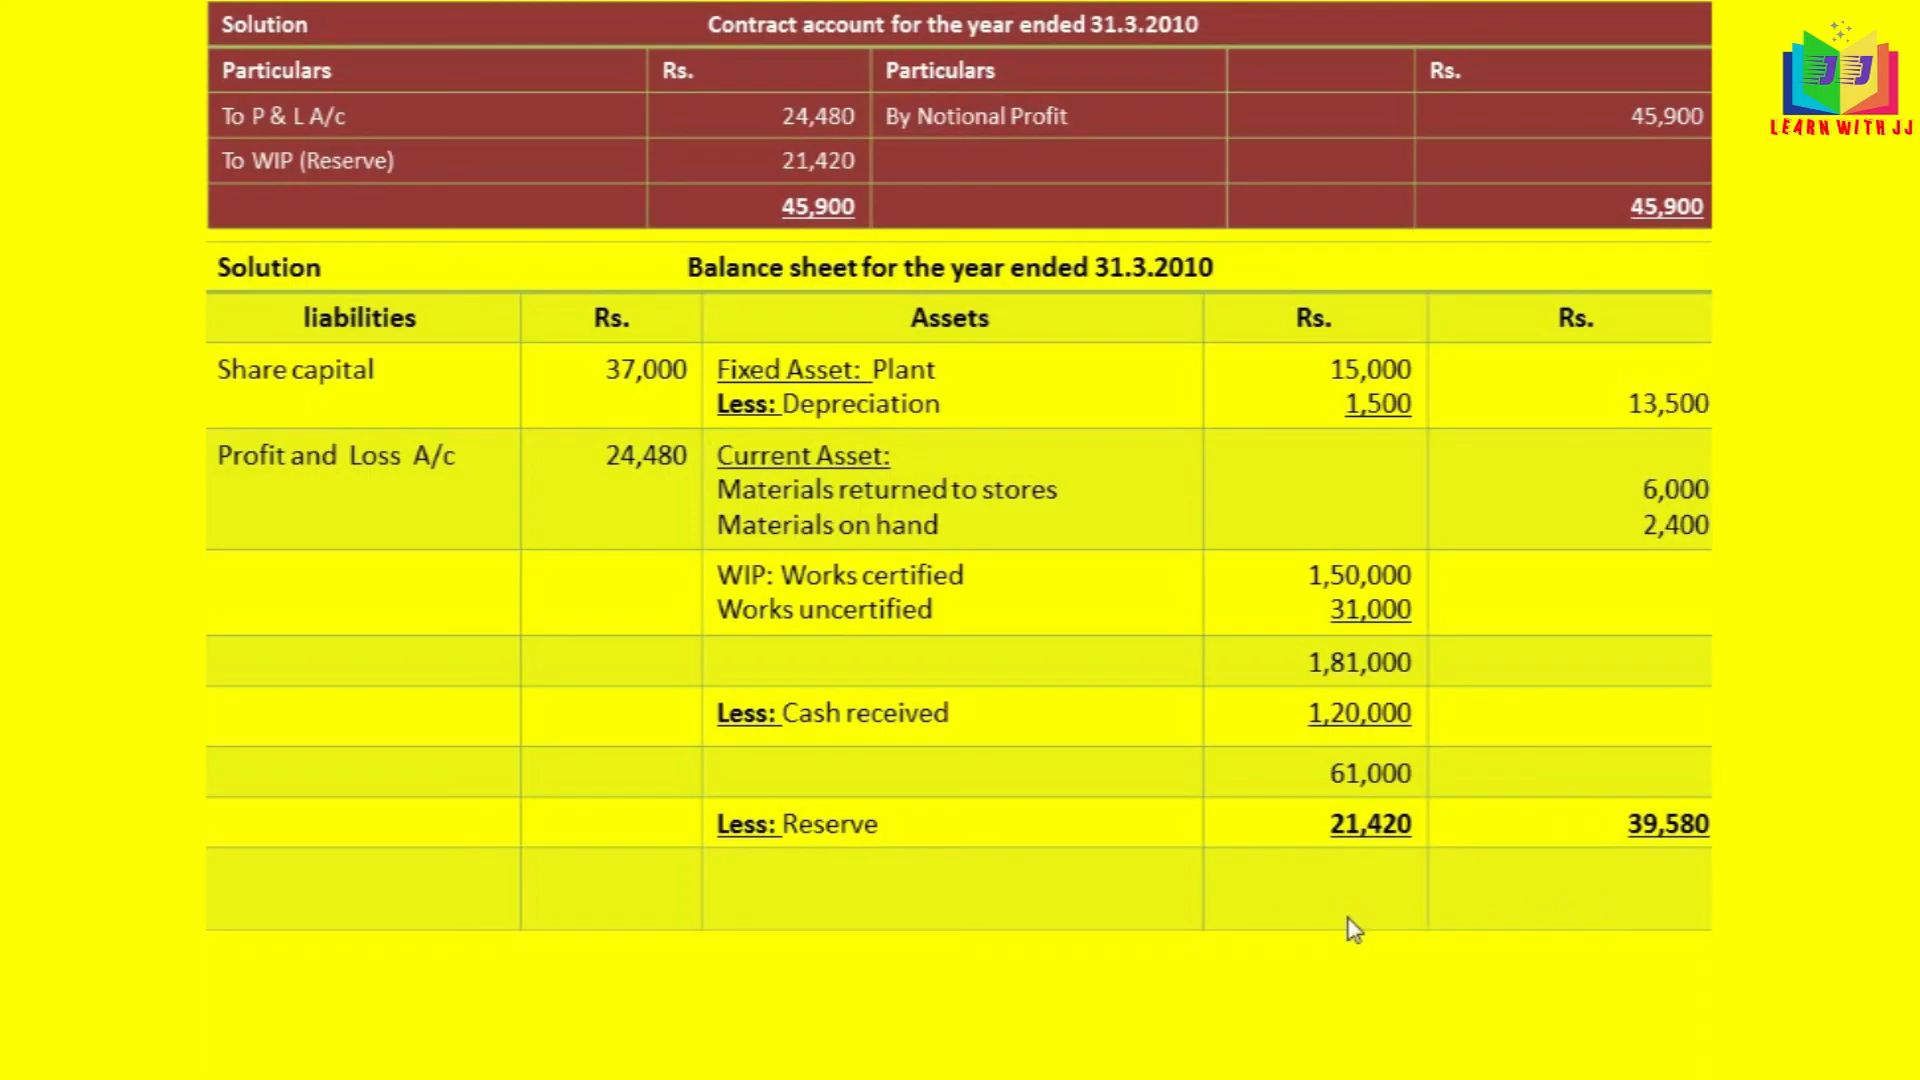 Solution Contract account for the year ended 31.3.2010
Particulars Rs. Particulars Rs.
To P & L A/c 24,480 By Notional Profit 45,900
To WIP (Reserve) 21,420
45,900 45,900
Solution Balance sheet for the year ended 31.3.2010
liabilities Rs. Assets Rs. Rs.
Share capital 37,000 Fixed Asset: Plant 15,000
Less: Depreciation 1,500 13,500
Profit and Loss A/c 24,480 Current Asset:
Materials returned to stores 6,000
Materials on hand 2,400
WIP: Works certified 1,50,000
Works uncertified 31,000
1,81,000
Less: Cash received 1,20,000
61,000
Less: Reserve 21,420 39,580
JJ
LEARN WITH JJ